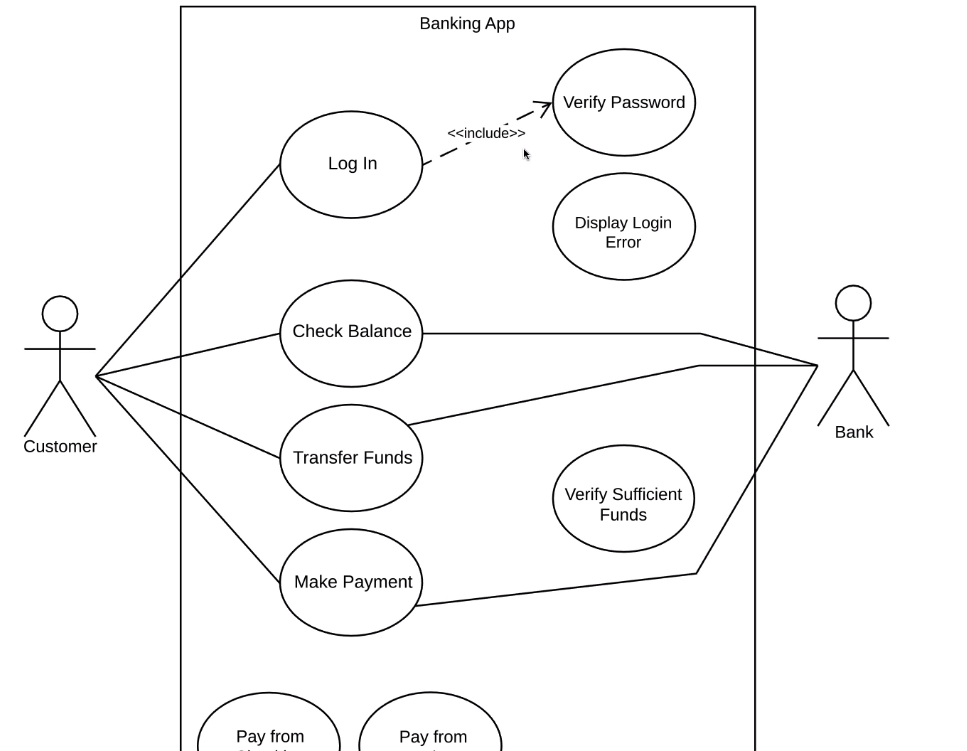 Banking App
Verify Password
<<include>>
Log In
Display Login
Error
Check Balance
Customer
Bank
Transfer Funds
Verify Sufficient
Funds
Make Payment
Pay from
Pay from